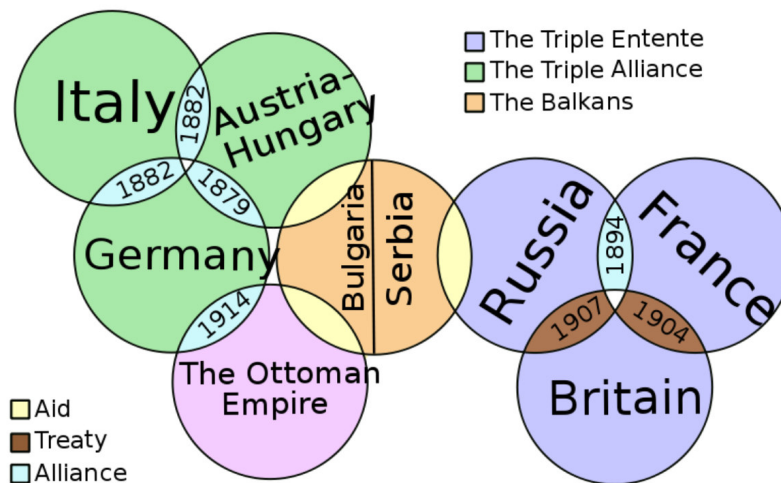 Italy
1882
Austria-
Hungary
1882
1879
Germany
1914
The Ottoman
Empire
Bulgaria
Serbia
The Triple Entente
The Triple Alliance
The Balkans
Russia
1894
France
1907
1904
Britain
Aid
Treaty
Alliance